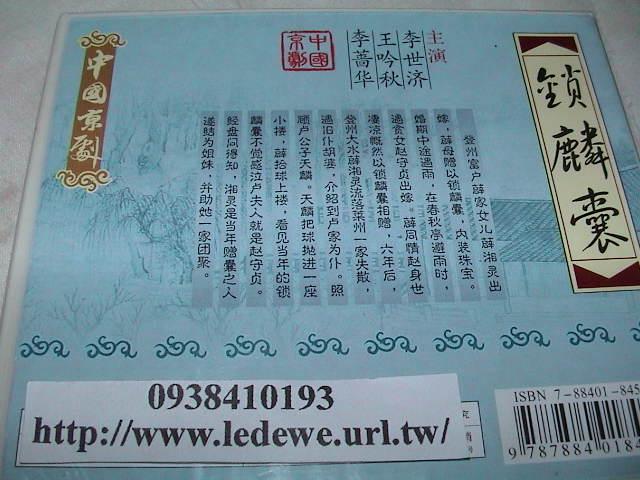 鎖麟囊
主演
李世济
王吟秋
李蔷华
中國
京劇
登州富户薛家女儿薛湘灵出
嫁，薛母赠以锁麟囊，内装珠宝。
婚期中途遇雨，在春秋亭避雨时，
遇贫女赵守贞出嫁。薛同情赵身世
凄凉慨然以锁麟囊相赠，六年后，
登州大水薛湘灵流落莱州一家失散，
遇旧仆胡婆，介绍到卢家为仆。照
顾卢公子天麟。天麟把球抛进一座
小楼，薛拾球上楼，看见当年的锁
麟囊不觉感泣卢夫人就是赵守贞。
经盘问得知，湘灵是当年赠囊之人
遂结为姐妹，并助她一家团聚。
中國京劇
ISBN 7-88401-845
9 787884 0184
0938410193
http://www.ledewe.url.tw/